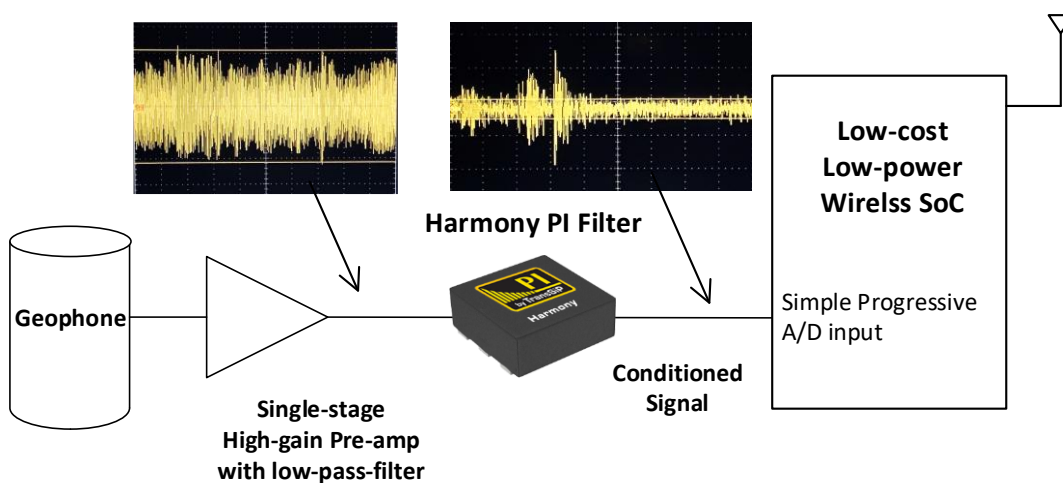 Low-cost
Low-power
Wirelss SoC
Harmony PI Filter
PI
by TranSiP
Harmony
Geophone
Simple Progressive
A/D input
Conditioned
Signal
Single-stage
High-gain Pre-amp
with low-pass-filter